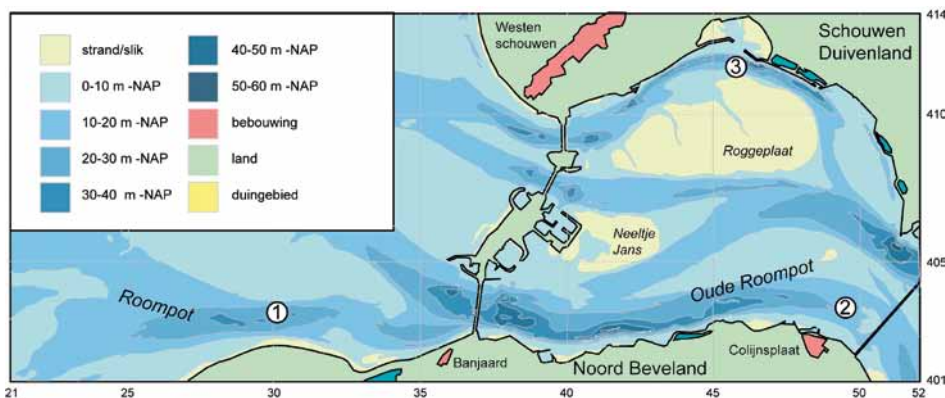 strand/slik
0-10 m -NAP
10-20 m -NAP
20-30 m -NAP
30-40 m -NAP
40-50 m -NAP
50-60 m -NAP
bebouwing
land
duingebied
Westen
schouwen
Schouwen
Duivenland
3
Roggeplaat
Neeltje
Jans
Roompot
1
Oude Roompot
2
Banjaard
Noord Beveland
Colijnsplaat
414
410
405
401
21
25
30
35
40
45
50
52